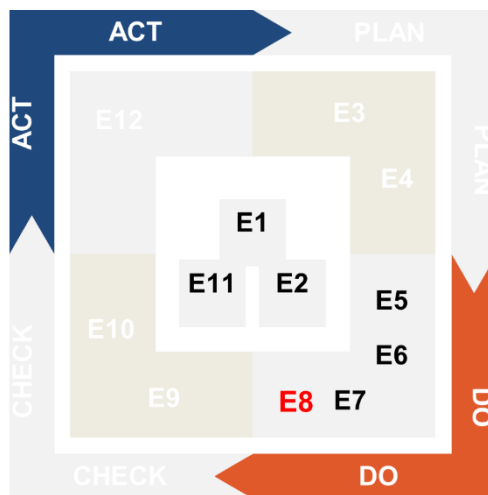 ACT PLAN
ACT
PLAN
E12
E3
E4
E1
E11 E2
E5
E6
E10
E9
E8 E7
CHECK
DO
CHECK DO